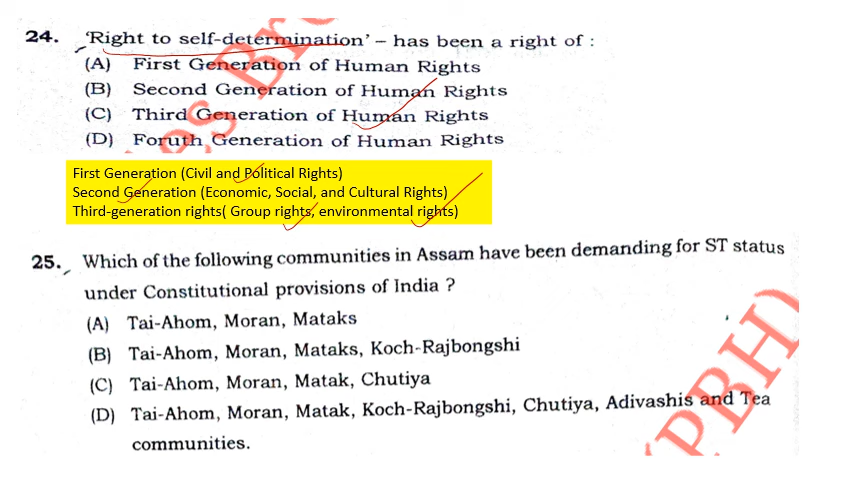 24. 'Right to self-determination' – has been a right of :
(A) First Generation of Human Rights
(B) Second Generation of Human Rights
(C) Third Generation of Human Rights
(D) Foruth Generation of Human Rights
First Generation (Civil and Political Rights)
Second Generation (Economic, Social, and Cultural Rights)
Third-generation rights( Group rights, environmental rights)
25. Which of the following communities in Assam have been demanding for ST status
under Constitutional provisions of India ?
(A) Tai-Ahom, Moran, Mataks
(B) Tai-Ahom, Moran, Mataks, Koch-Rajbongshi
(C) Tai-Ahom, Moran, Matak, Chutiya
(D) Tai-Ahom, Moran, Matak, Koch-Rajbongshi, Chutiya, Adivashis and Tea
communities.
(PBH)